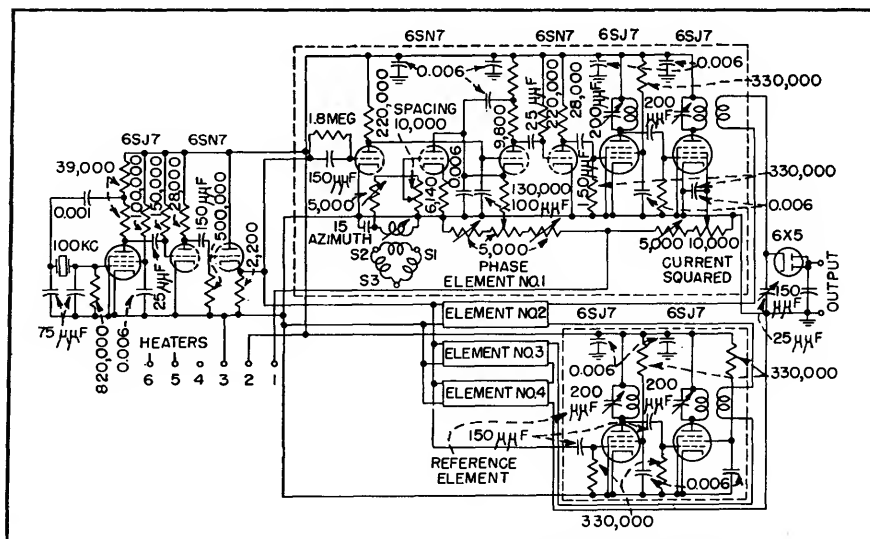 6SN7
6SN7
6SJ7
6SJ7
0.006
0.006
330,000
220,000
1.8 MEG
SPACING
10,000
9,800
25 μμF
220,000
28,000
200 μμF
200 μμF
6SJ7
6SN7
39,000
100,000
50,000
28,000
150 μμF
500,000
0.001
100KG
2,200
25 μμF
75 μμF
820,000
0.006
150 μμF
5,000
6140
0.006
130,000
100 μμF
330,000
0.006
15
AZIMUTH
S2
S1
S3
5,000
PHASE
ELEMENT NO.1
5,000
10,000
CURRENT
SQUARED
6X5
150 μμF
OUTPUT
25 μμF
HEATERS
6 5 4 3 2 1
ELEMENT NO.2
ELEMENT NO.3
ELEMENT NO.4
6SJ7
6SJ7
0.006
200 μμF
200 μμF
330,000
150 μμF
REFERENCE
ELEMENT
0.006
330,000